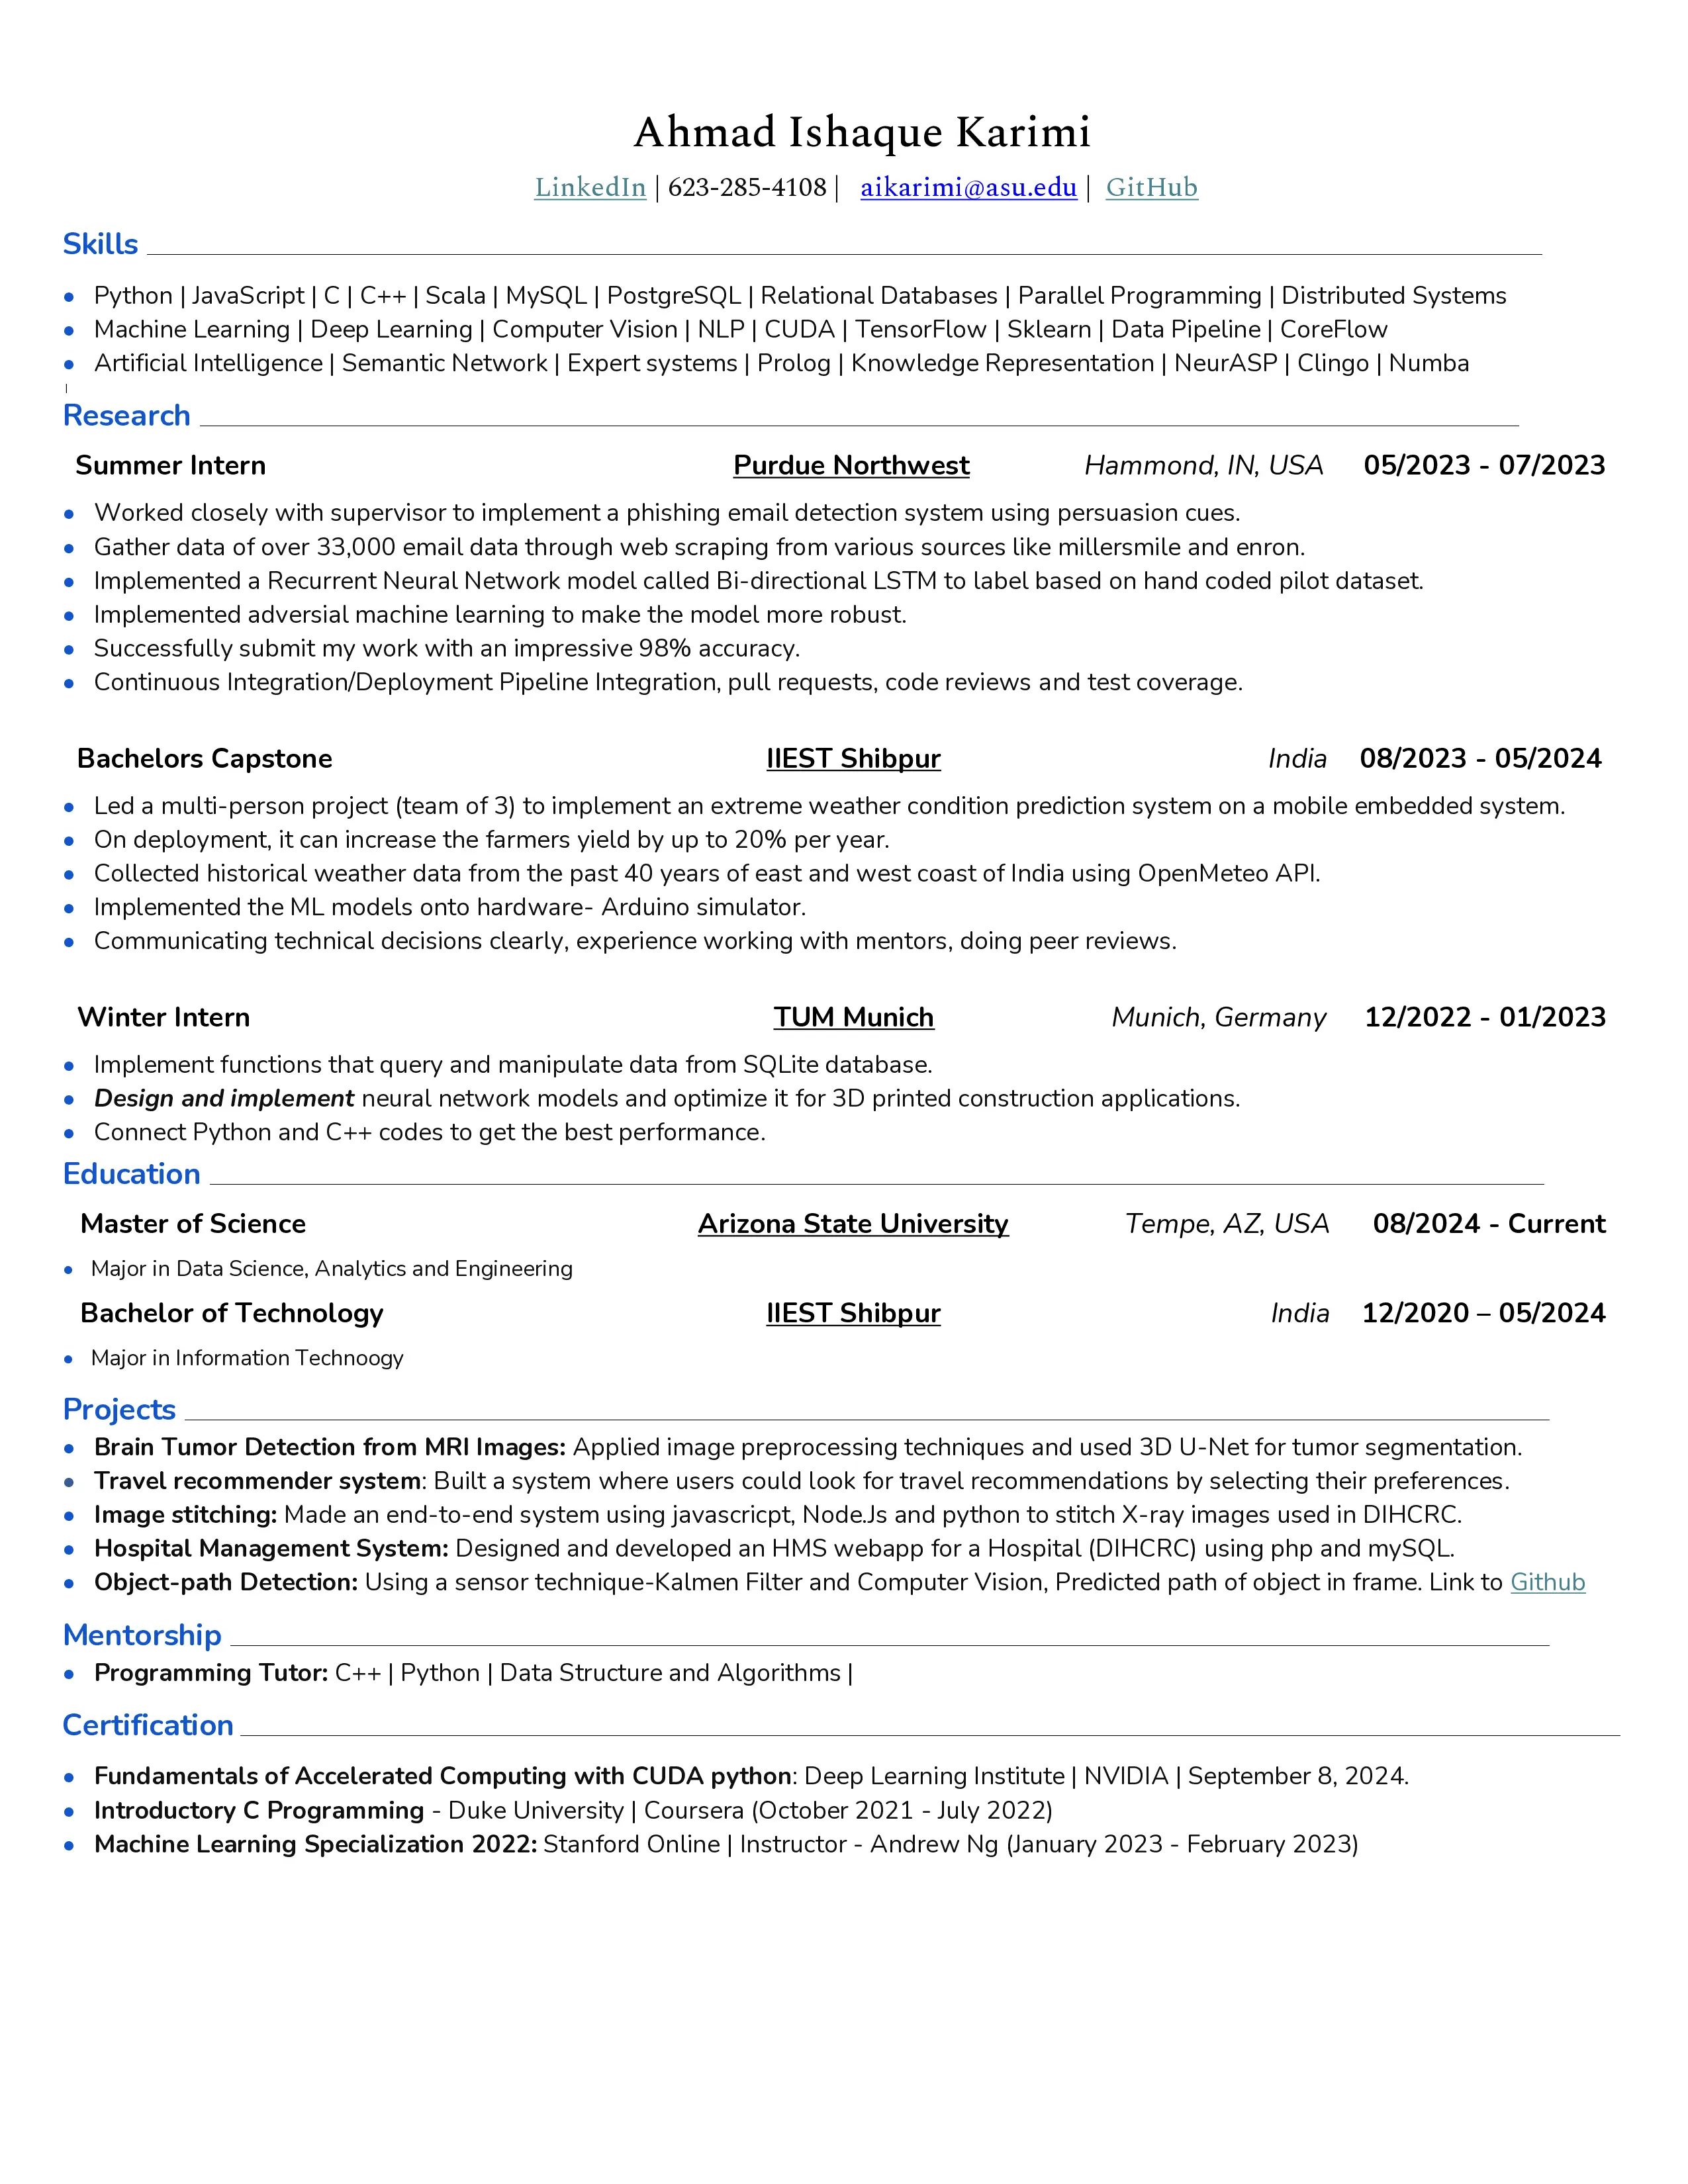 Ahmad Ishaque Karimi
LinkedIn | 623-285-4108 | aikarimi@asu.edu | GitHub
Skills
• Python | JavaScript | C | C++ | Scala | MySQL | PostgreSQL | Relational Databases | Parallel Programming | Distributed Systems
• Machine Learning | Deep Learning | Computer Vision | NLP | CUDA | TensorFlow | Sklearn | Data Pipeline | CoreFlow
• Artificial Intelligence | Semantic Network | Expert systems | Prolog | Knowledge Representation | NeurASP | Clingo | Numba
|
Research
Summer Intern Purdue Northwest Hammond, IN, USA 05/2023 - 07/2023
• Worked closely with supervisor to implement a phishing email detection system using persuasion cues.
• Gather data of over 33,000 email data through web scraping from various sources like millersmile and enron.
• Implemented a Recurrent Neural Network model called Bi-directional LSTM to label based on hand coded pilot dataset.
• Implemented adversial machine learning to make the model more robust.
• Successfully submit my work with an impressive 98% accuracy.
• Continuous Integration/Deployment Pipeline Integration, pull requests, code reviews and test coverage.
Bachelors Capstone IIEST Shibpur India 08/2023 - 05/2024
• Led a multi-person project (team of 3) to implement an extreme weather condition prediction system on a mobile embedded system.
• On deployment, it can increase the farmers yield by up to 20% per year.
• Collected historical weather data from the past 40 years of east and west coast of India using OpenMeteo API.
• Implemented the ML models onto hardware- Arduino simulator.
• Communicating technical decisions clearly, experience working with mentors, doing peer reviews.
Winter Intern TUM Munich Munich, Germany 12/2022 - 01/2023
• Implement functions that query and manipulate data from SQLite database.
• Design and implement neural network models and optimize it for 3D printed construction applications.
• Connect Python and C++ codes to get the best performance.
Education
Master of Science Arizona State University Tempe, AZ, USA 08/2024 - Current
• Major in Data Science, Analytics and Engineering
Bachelor of Technology IIEST Shibpur India 12/2020 – 05/2024
• Major in Information Technoogy
Projects
• Brain Tumor Detection from MRI Images: Applied image preprocessing techniques and used 3D U-Net for tumor segmentation.
• Travel recommender system: Built a system where users could look for travel recommendations by selecting their preferences.
• Image stitching: Made an end-to-end system using javascricpt, Node.Js and python to stitch X-ray images used in DIHCRC.
• Hospital Management System: Designed and developed an HMS webapp for a Hospital (DIHCRC) using php and mySQL.
• Object-path Detection: Using a sensor technique-Kalmen Filter and Computer Vision, Predicted path of object in frame. Link to Github
Mentorship
• Programming Tutor: C++ | Python | Data Structure and Algorithms |
Certification
• Fundamentals of Accelerated Computing with CUDA python: Deep Learning Institute | NVIDIA | September 8, 2024.
• Introductory C Programming - Duke University | Coursera (October 2021 - July 2022)
• Machine Learning Specialization 2022: Stanford Online | Instructor - Andrew Ng (January 2023 - February 2023)